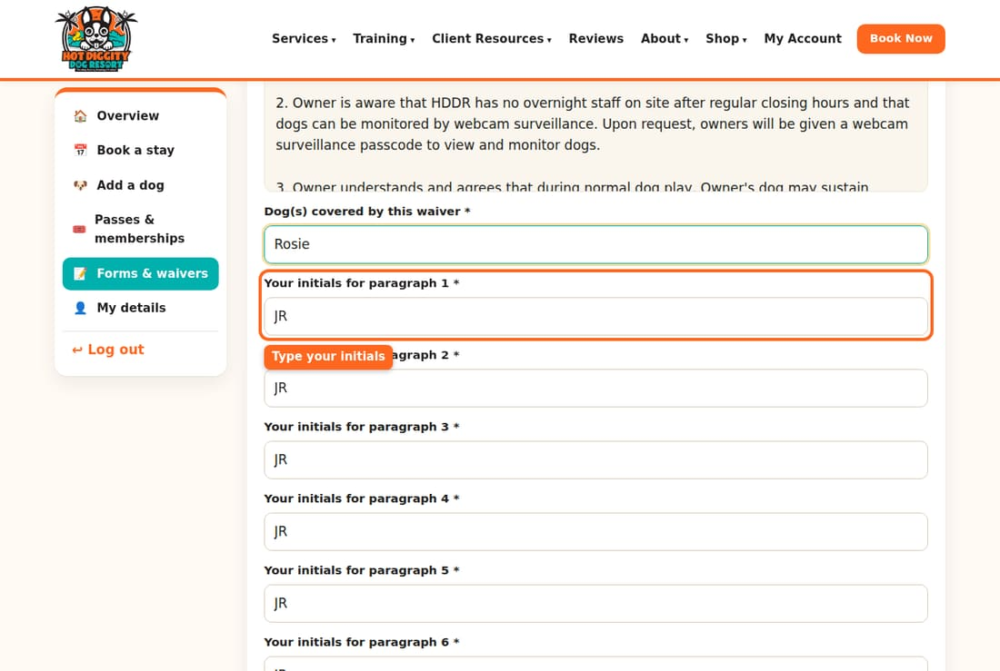 HOT DIGGITY
DOG RESORT
Services ▾
Training ▾
Client Resources ▾
Reviews
About ▾
Shop ▾
My Account
Book Now
Overview
Book a stay
Add a dog
Passes &
memberships
Forms & waivers
My details
↩ Log out
2. Owner is aware that HDDR has no overnight staff on site after regular closing hours and that
dogs can be monitored by webcam surveillance. Upon request, owners will be given a webcam
surveillance passcode to view and monitor dogs.
3. Owner understands and agrees that during normal dog play, Owner's dog may sustain
Dog(s) covered by this waiver *
Rosie
Your initials for paragraph 1 *
JR
Type your initials
agraph 2 *
JR
Your initials for paragraph 3 *
JR
Your initials for paragraph 4 *
JR
Your initials for paragraph 5 *
JR
Your initials for paragraph 6 *
JR